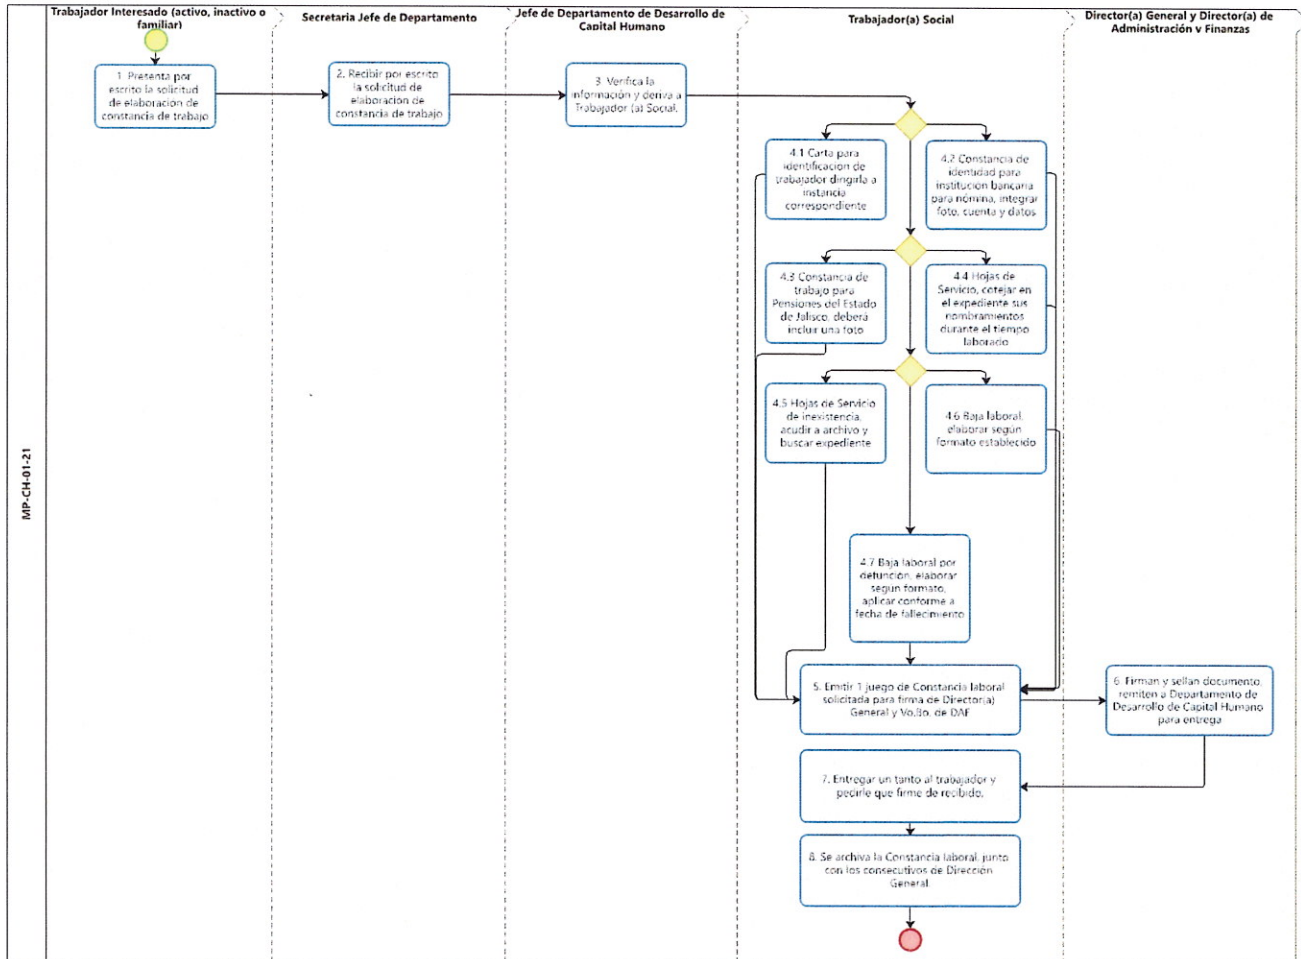 Trabajador Interesado (activo, inactivo o
familiar)
Secretaria Jefe de Departamento
Jefe de Departamento de Desarrollo de
Capital Humano
Trabajador(a) Social
Director(a) General y Director(a) de
Administración y Finanzas
MP-CH-01-21
1. Presenta por
escrito la solicitud
de elaboracion de
constancia de trabajo
2. Recibir por escrito
la solicitud de
elaboracion de
constancia de trabajo
3. Verifica la
información y deriva a
Trabajador (a) Social.
4.1 Carta para
identificacion de
trabajador dirigirla a
instancia
correspondiente
4.2 Constancia de
identidad para
institución bancaria
para nómina, integrar
foto, cuenta y datos
4.3 Constancia de
trabajo para
Pensiones del Estado
de Jalisco, deberá
incluir una foto
4.4 Hojas de
Servicio, cotejar en
el expediente sus
nombramientos
durante el tiempo
laborado
4.5 Hojas de Servicio
de inexistencia,
acudir a archivo y
buscar expediente
4.6 Baja laboral,
elaborar según
formato establecido
4.7 Baja laboral por
defunción, elaborar
segun formato,
aplicar conforme a
fecha de fallecimiento
5. Emitir 1 juego de Constancia laboral
solicitada para firma de Director(a)
General y Vo.Bo. de DAF
6. Firman y sellan documento,
remiten a Departamento de
Desarrollo de Capital Humano
para entrega
7. Entregar un tanto al trabajador y
pedirle que firme de recibido.
8. Se archiva la Constancia laboral, junto
con los consecutivos de Dirección
General.